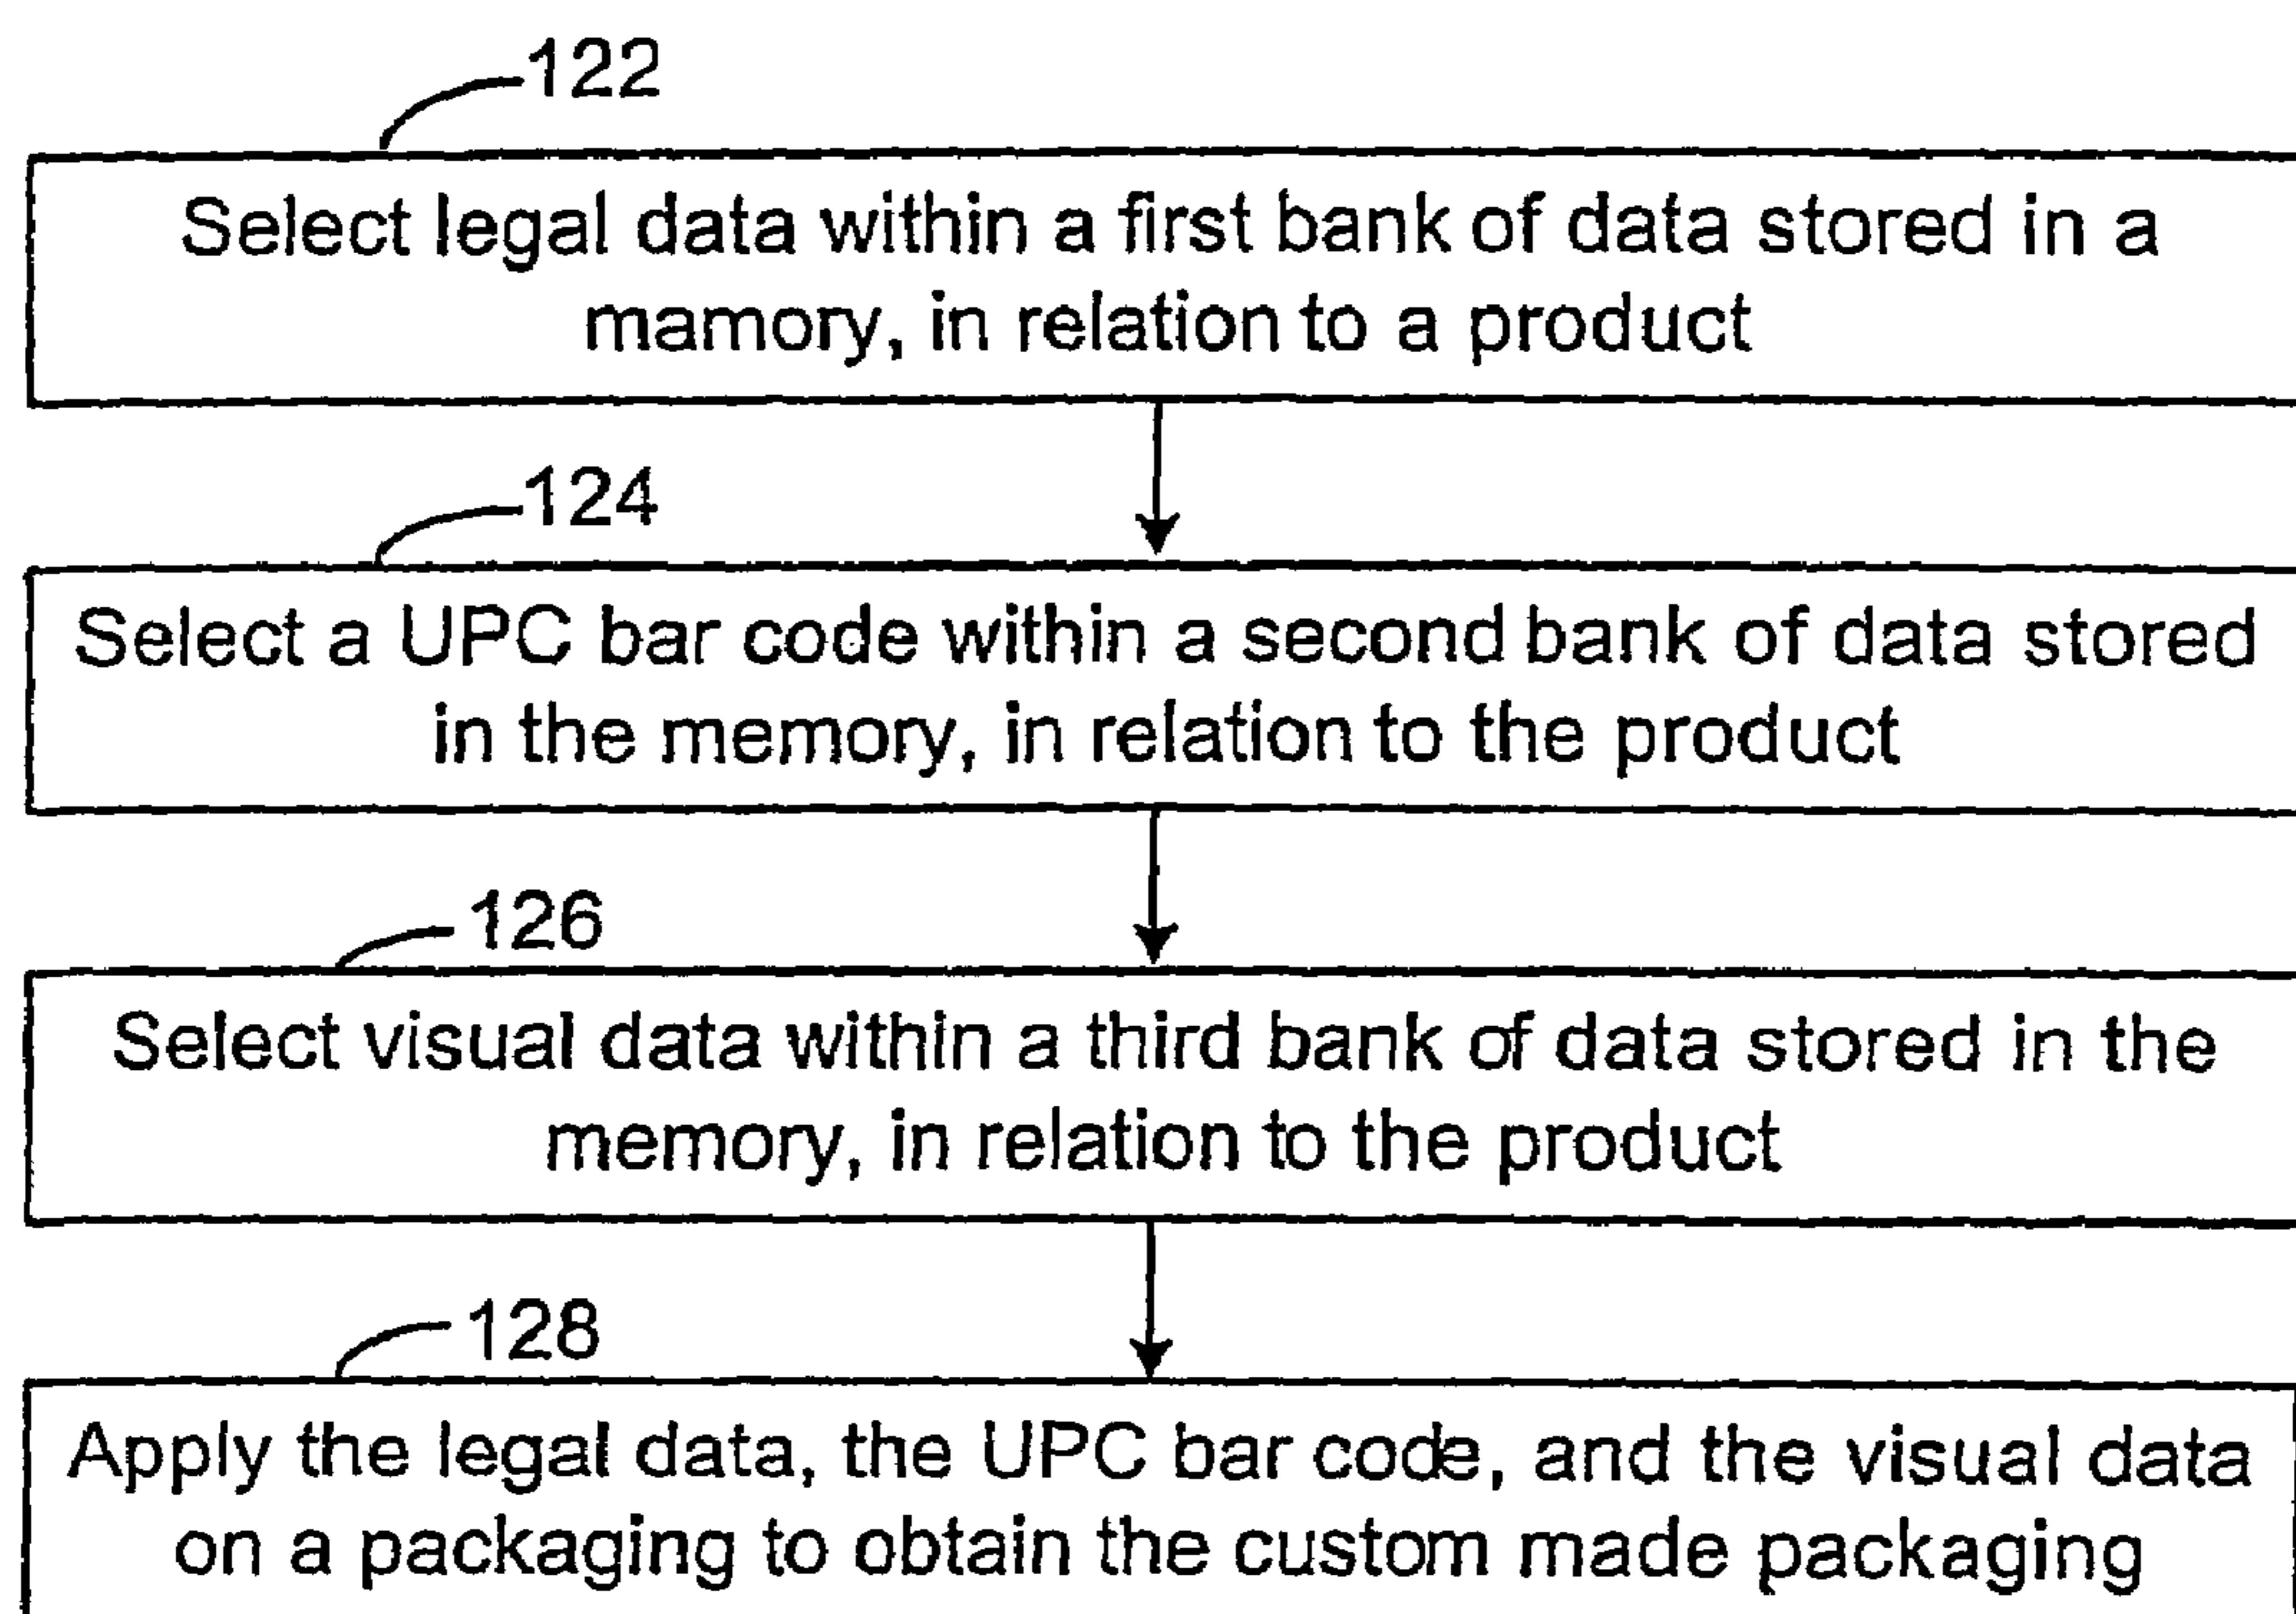 122
Select legal data within a first bank of data stored in a
mamory, in relation to a product
124
Select a UPC bar code within a second bank of data stored
in the memory, in relation to the product
126
Select visual data within a third bank of data stored in the
memory, in relation to the product
128
Apply the legal data, the UPC bar code, and the visual data
on a packaging to obtain the custom made packaging